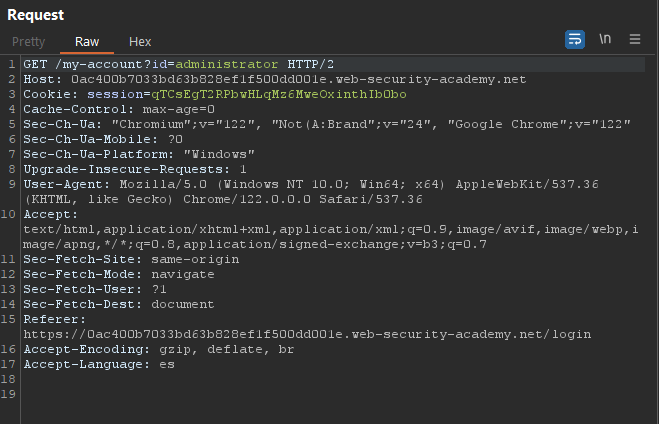 Request
Pretty Raw Hex
\n
1 GET /my-account?id=administrator HTTP/2
2 Host: 0ac400b7033bd63b828ef1f500dd001e.web-security-academy.net
3 Cookie: session=qTCsEgT2RPbwHLqMz6MweOxinthIb0bo
4 Cache-Control: max-age=0
5 Sec-Ch-Ua: "Chromium";v="122", "Not(A:Brand";v="24", "Google Chrome";v="122"
6 Sec-Ch-Ua-Mobile: ?0
7 Sec-Ch-Ua-Platform: "Windows"
8 Upgrade-Insecure-Requests: 1
9 User-Agent: Mozilla/5.0 (Windows NT 10.0; Win64; x64) AppleWebKit/537.36
(KHTML, like Gecko) Chrome/122.0.0.0 Safari/537.36
10 Accept:
text/html,application/xhtml+xml,application/xml;q=0.9,image/avif,image/webp,i
mage/apng,*/*;q=0.8,application/signed-exchange;v=b3;q=0.7
11 Sec-Fetch-Site: same-origin
12 Sec-Fetch-Mode: navigate
13 Sec-Fetch-User: ?1
14 Sec-Fetch-Dest: document
15 Referer:
https://0ac400b7033bd63b828ef1f500dd001e.web-security-academy.net/login
16 Accept-Encoding: gzip, deflate, br
17 Accept-Language: es
18
19